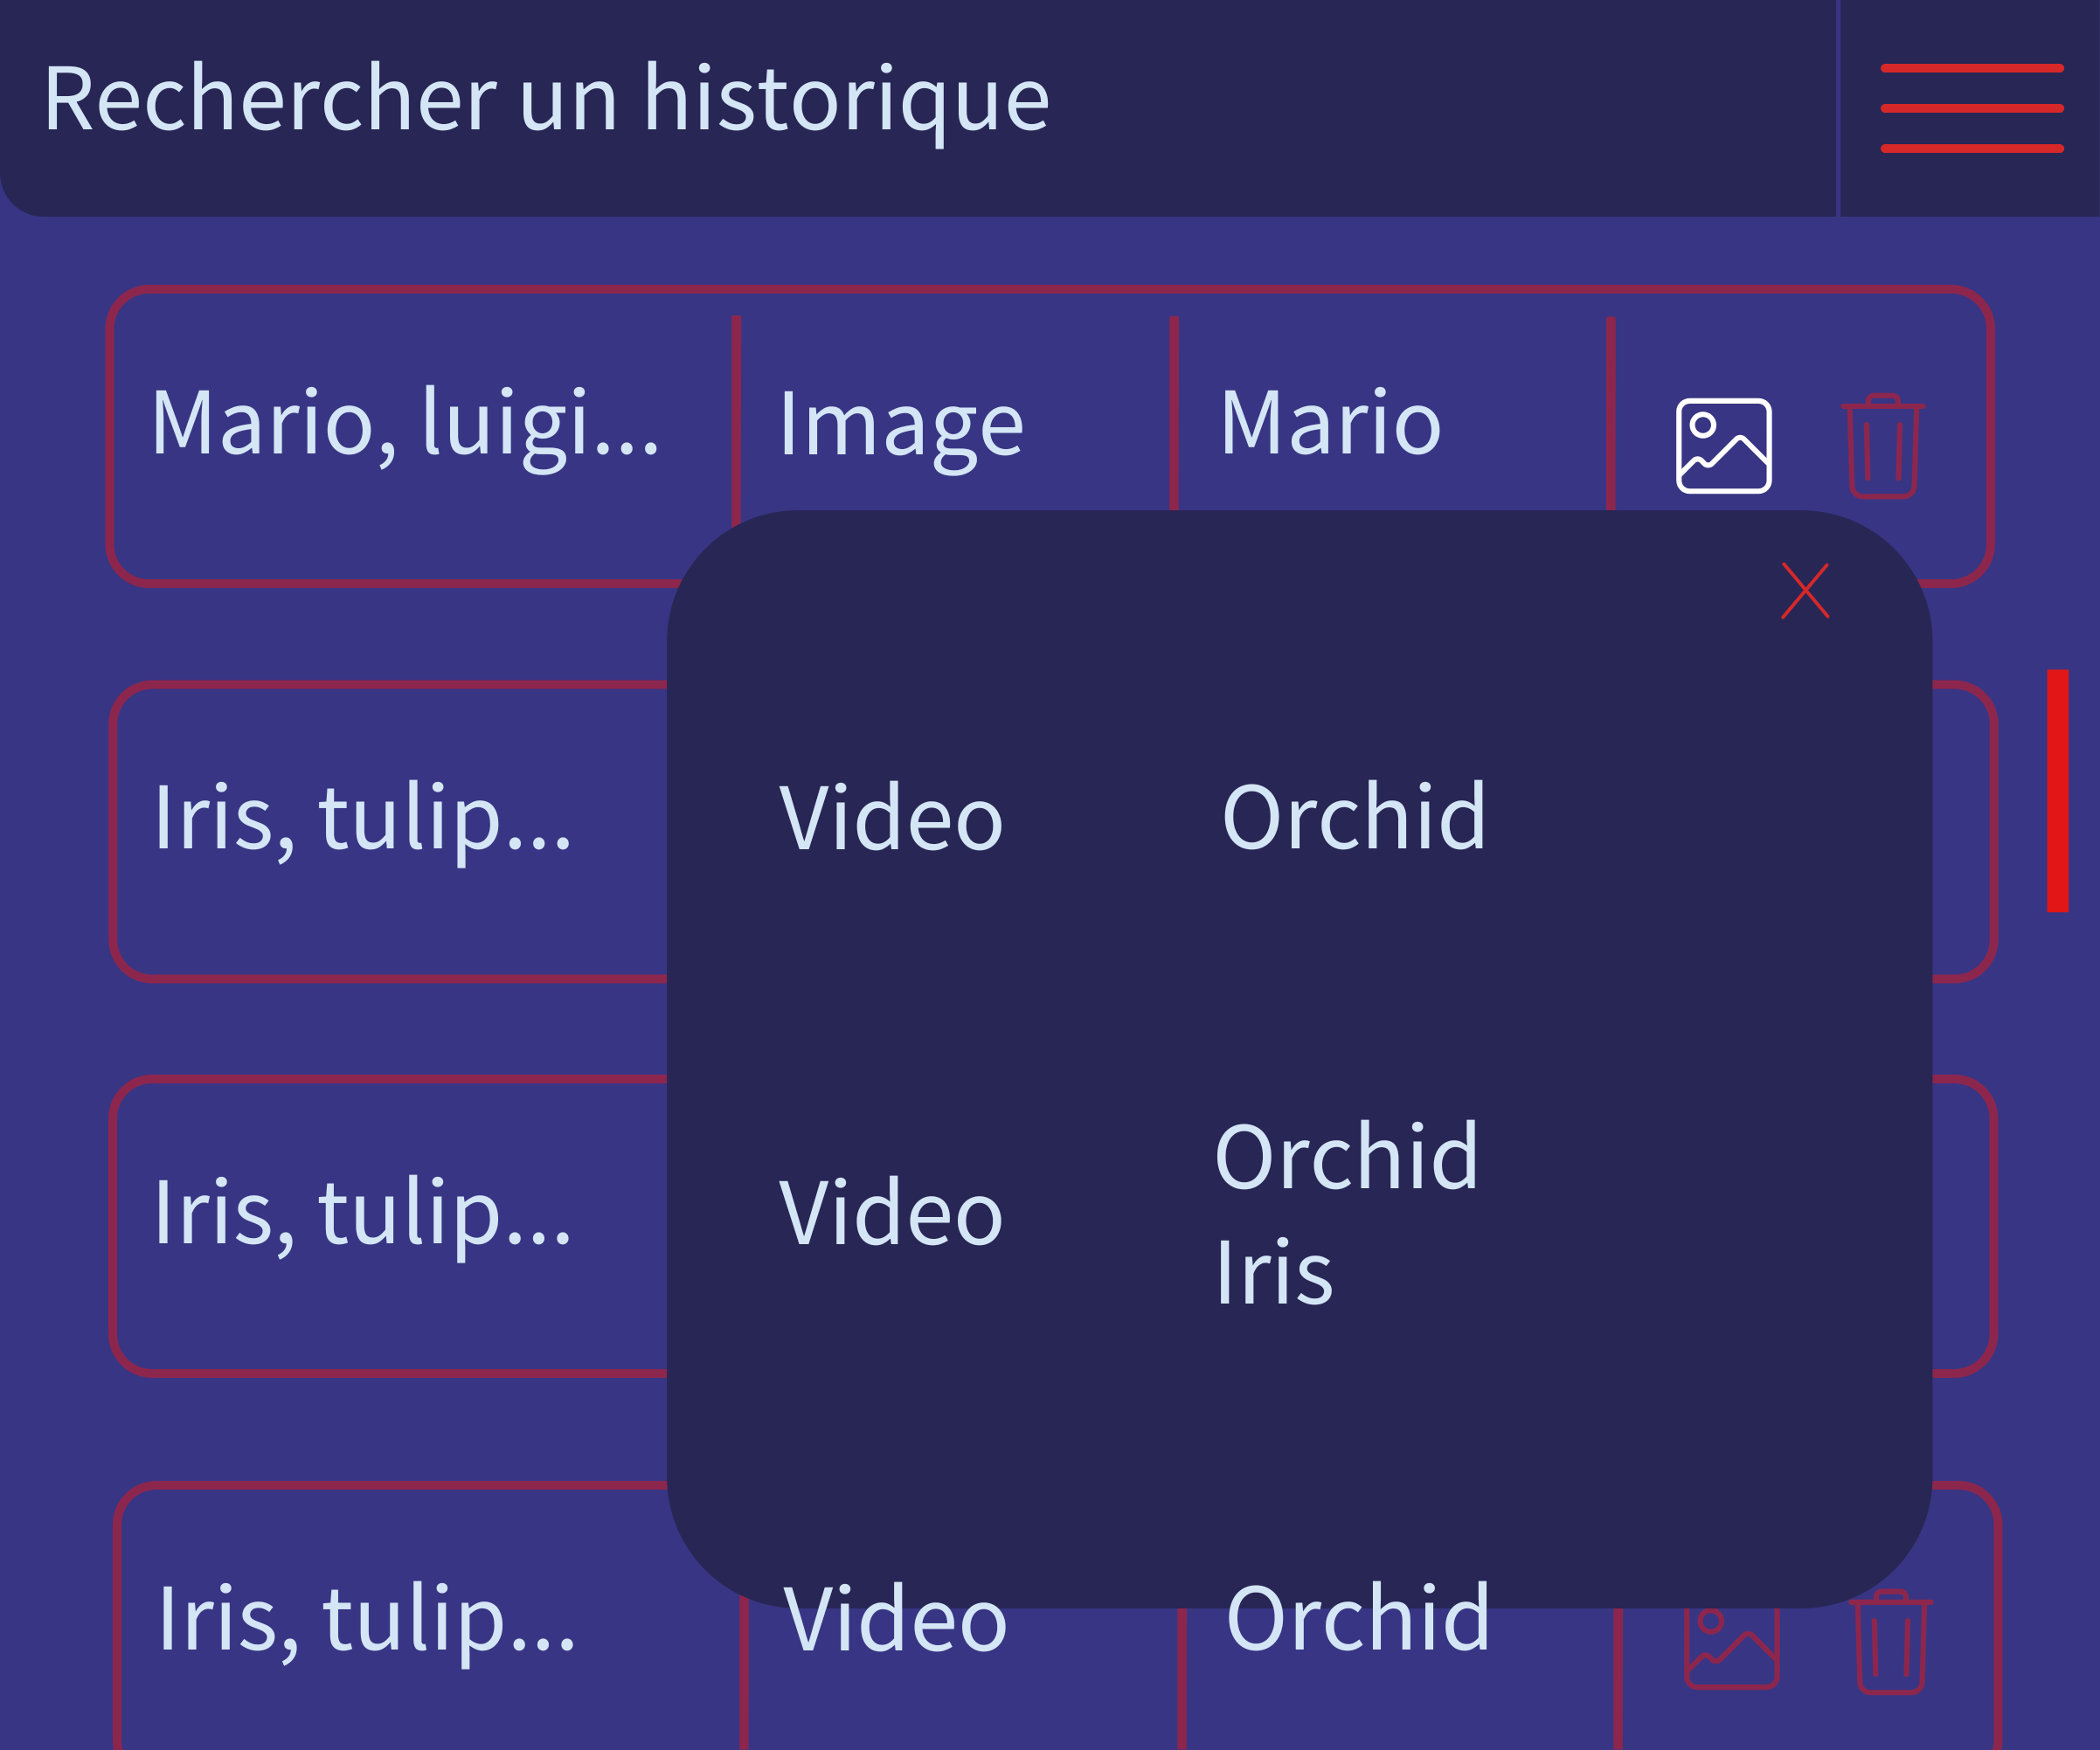 Rechercher un historique
Mario, luigi... Image Mario
Iris, tulip... Video Orchid
Iris, tulip... Video Orchid
Iris
Iris, tulip... Video Orchid